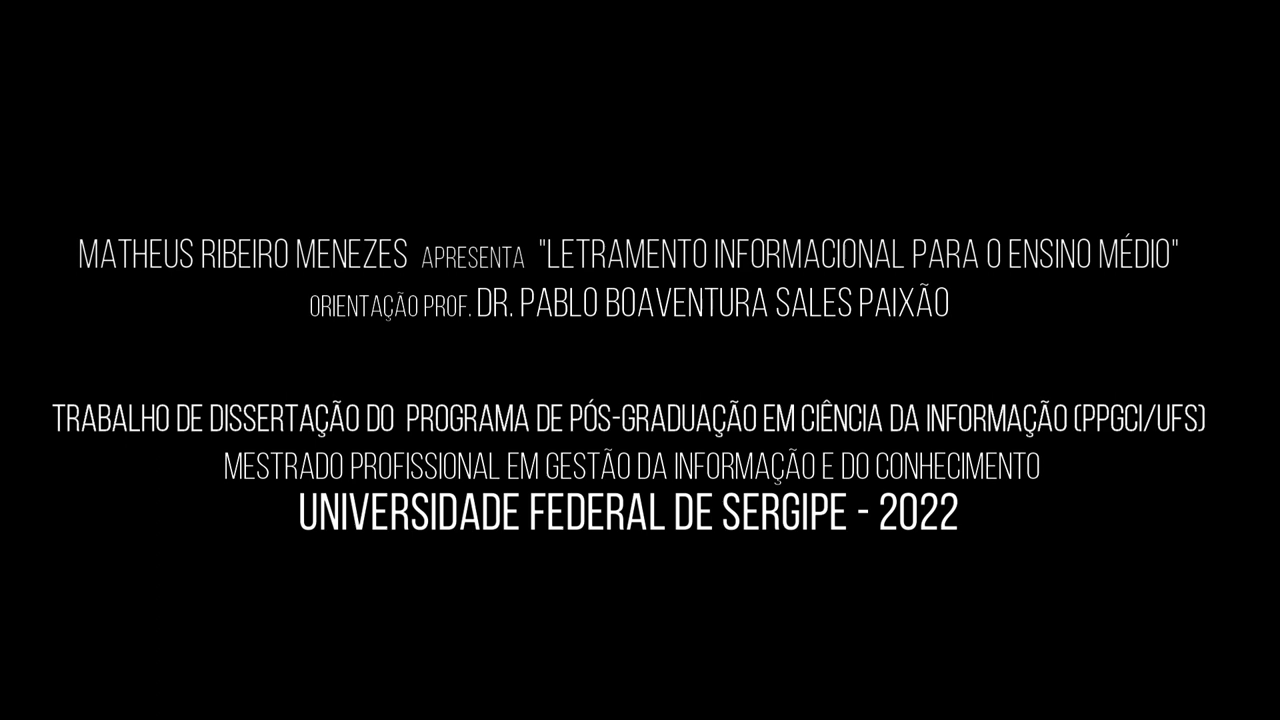 MATHEUS RIBEIRO MENEZES APRESENTA "LETRAMENTO INFORMACIONAL PARA O ENSINO MÉDIO"
ORIENTAÇÃO PROF. DR. PABLO BOAVENTURA SALES PAIXÃO
TRABALHO DE DISSERTAÇÃO DO PROGRAMA DE PÓS-GRADUAÇÃO EM CIÊNCIA DA INFORMAÇÃO (PPGCI/UFS)
MESTRADO PROFISSIONAL EM GESTÃO DA INFORMAÇÃO E DO CONHECIMENTO
UNIVERSIDADE FEDERAL DE SERGIPE - 2022